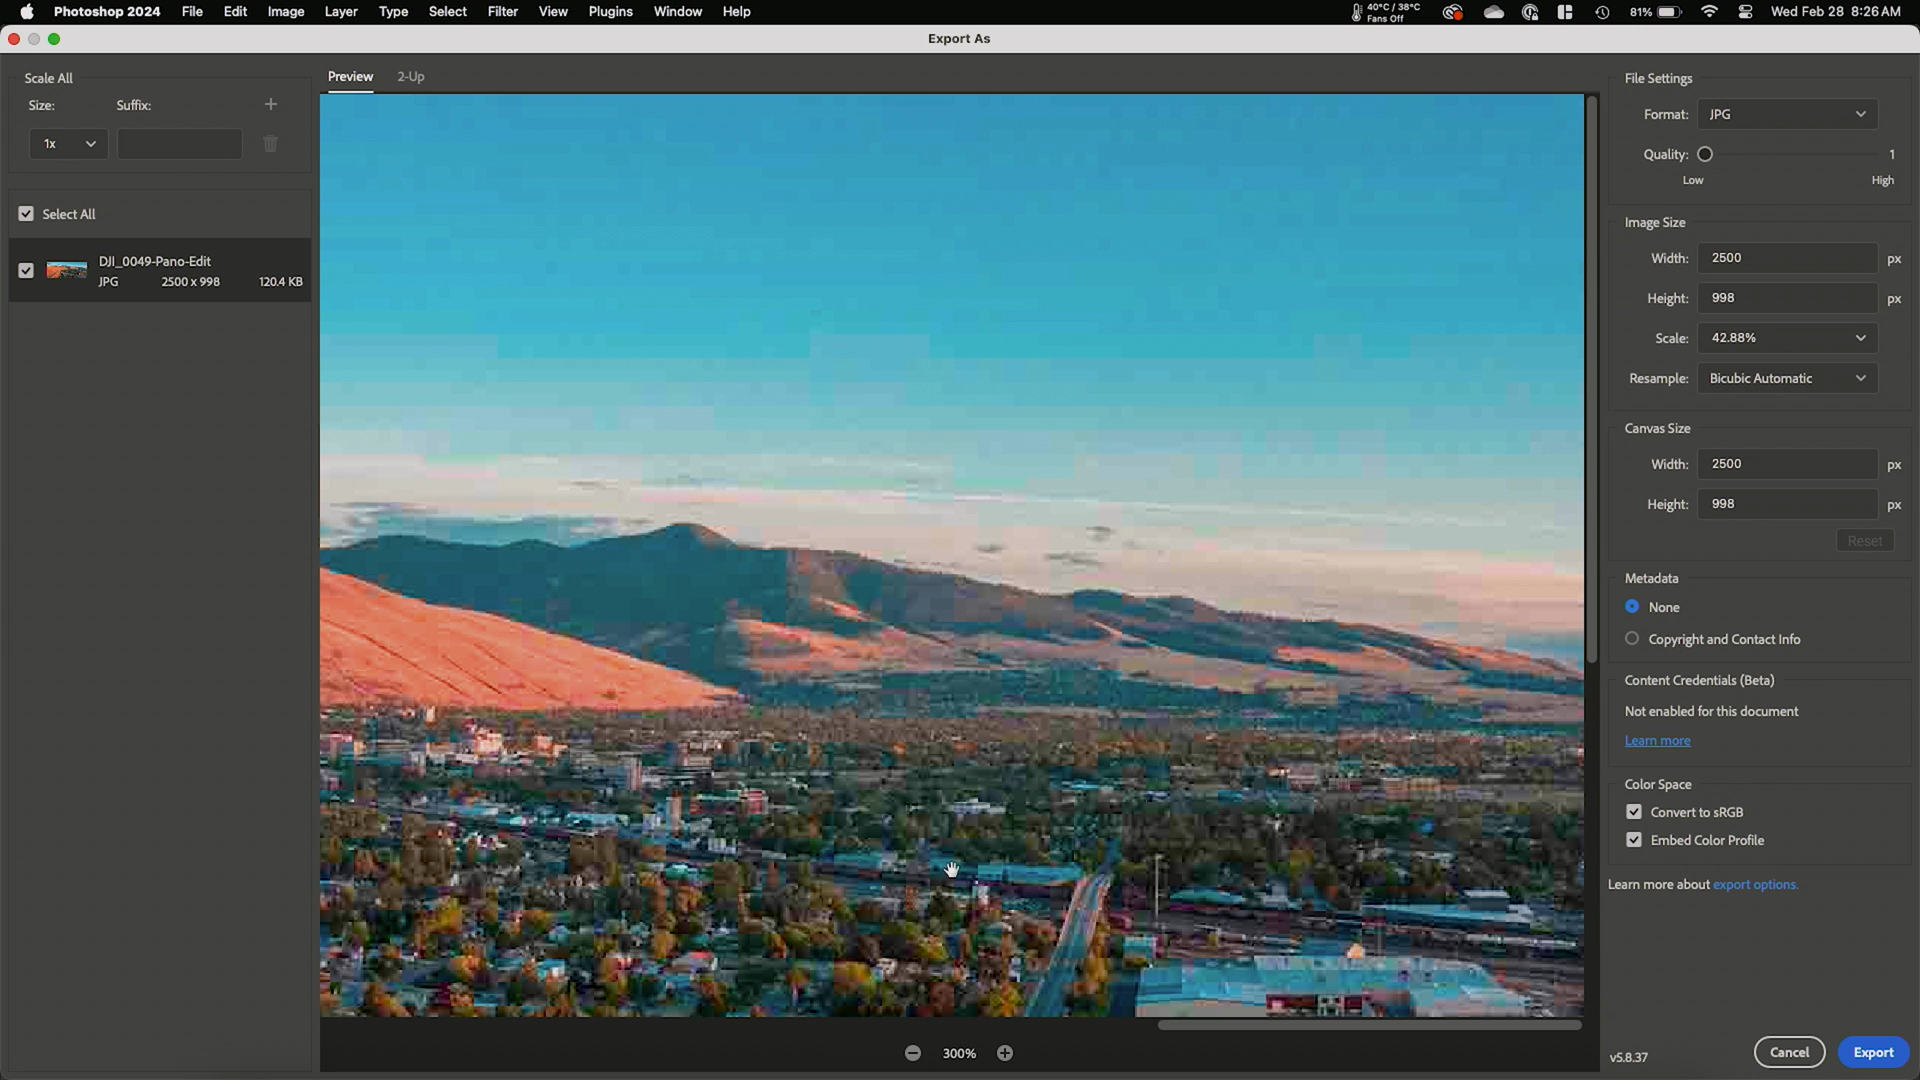 Photoshop 2024 File Edit Image Layer Type Select Filter View Plugins Window Help 40°C / 38°C Fans Off 81% Wed Feb 28 8:26 AM
Export As
Scale All
Size: Suffix:
1x
Select All
DJI_0049-Pano-Edit
JPG 2500 x 998 120.4 KB
Preview 2-Up
300%
File Settings
Format: JPG
Quality: 1
Low High
Image Size
Width: 2500 px
Height: 998 px
Scale: 42.88%
Resample: Bicubic Automatic
Canvas Size
Width: 2500 px
Height: 998 px
Reset
Metadata
None
Copyright and Contact Info
Content Credentials (Beta)
Not enabled for this document
Learn more
Color Space
Convert to sRGB
Embed Color Profile
Learn more about export options.
v5.8.37 Cancel Export